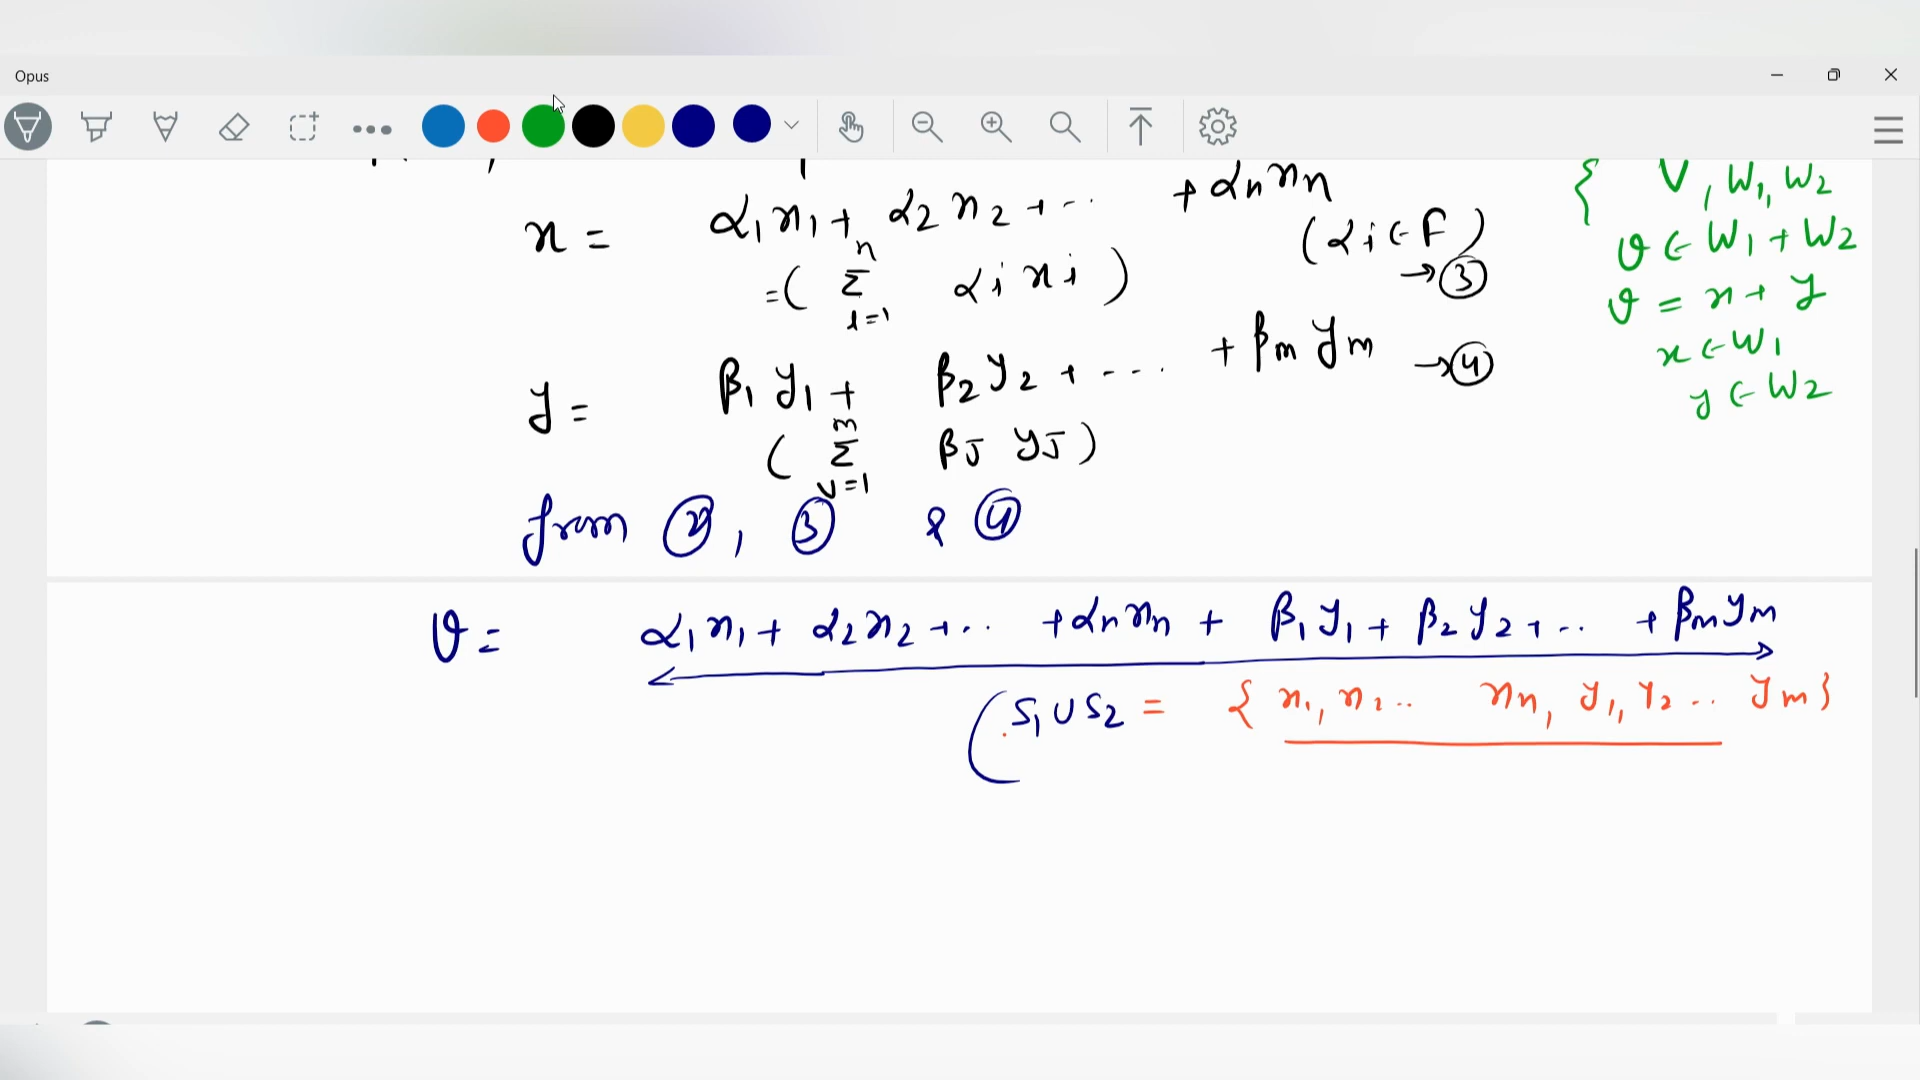 Opus
x = α1x1 + α2x2 + ... + αnxn
(αi ∈ F)
= ( n Σ i=1 αi xi ) → ③
y = β1y1 + β2y2 + ... + βmym → ④
( m Σ J=1 βJ yJ )
{ V, W1, W2
v ∈ W1 + W2
v = x + y
x ∈ W1
y ∈ W2
from ②, ③ & ④
v = α1x1 + α2x2 + ... + αnxn + β1y1 + β2y2 + ... + βmym
( S1 ∪ S2 = { x1, x2 .. xn, y1, y2 .. ym }